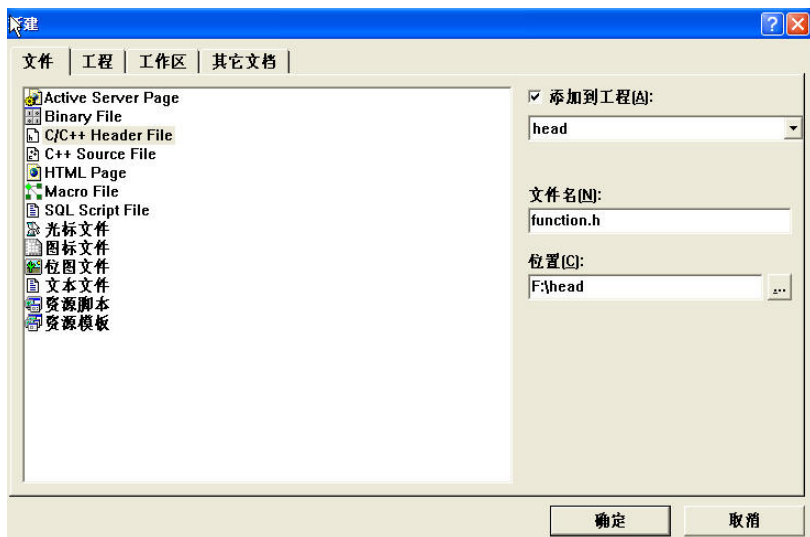 新建
文件 工程 工作区 其它文档
Active Server Page
Binary File
C/C++ Header File
C++ Source File
HTML Page
Macro File
SQL Script File
光标文件
图标文件
位图文件
文本文件
资源脚本
资源模板
添加到工程(A):
head
文件名(N):
function.h
位置(C):
F:\head
...
确定 取消